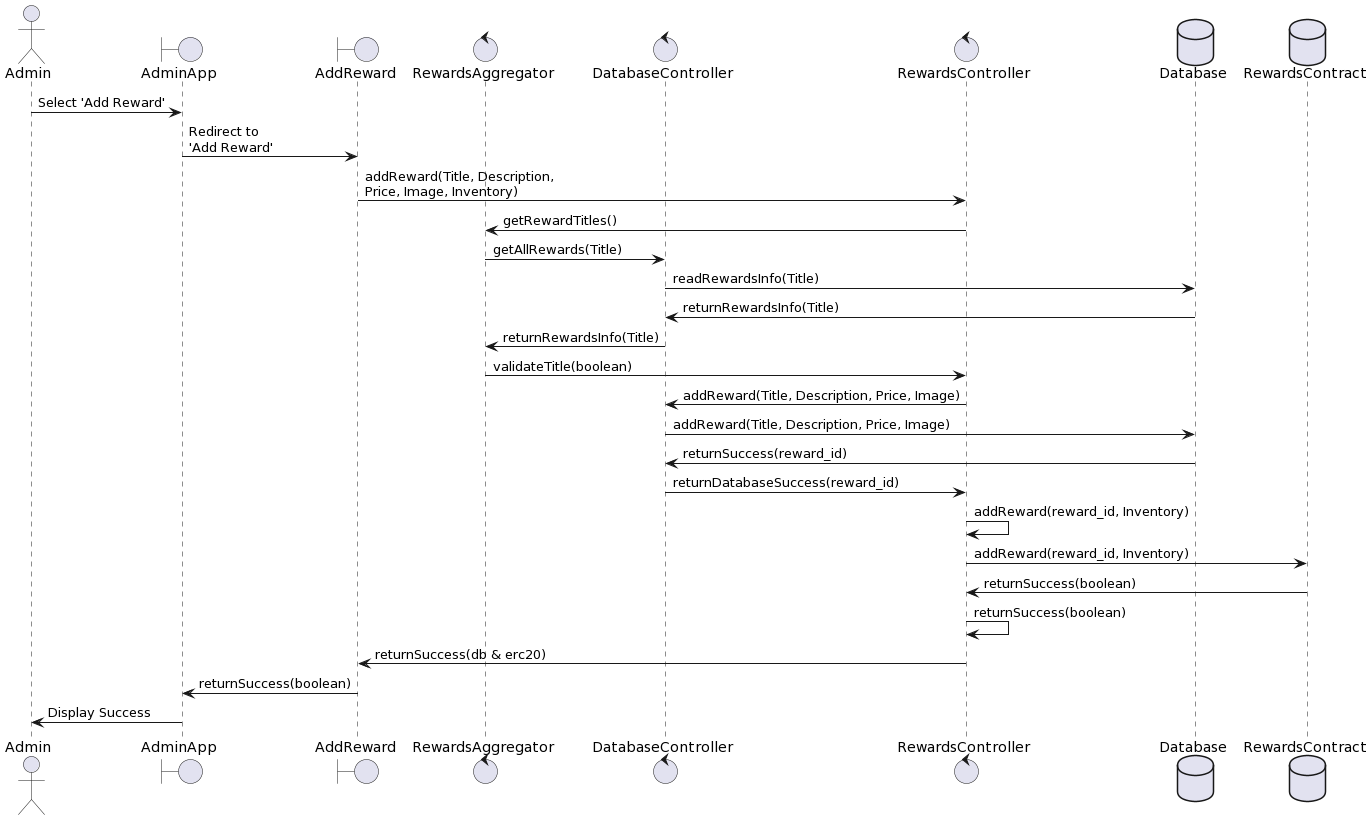 Admin
AdminApp
AddReward
RewardsAggregator
DatabaseController
RewardsController
Database
RewardsContract
Select 'Add Reward'
Redirect to
'Add Reward'
addReward(Title, Description,
Price, Image, Inventory)
getRewardTitles()
getAllRewards(Title)
readRewardsInfo(Title)
returnRewardsInfo(Title)
returnRewardsInfo(Title)
validateTitle(boolean)
addReward(Title, Description, Price, Image)
addReward(Title, Description, Price, Image)
returnSuccess(reward_id)
returnDatabaseSuccess(reward_id)
addReward(reward_id, Inventory)
addReward(reward_id, Inventory)
returnSuccess(boolean)
returnSuccess(boolean)
returnSuccess(db & erc20)
returnSuccess(boolean)
Display Success
Admin
AdminApp
AddReward
RewardsAggregator
DatabaseController
RewardsController
Database
RewardsContract